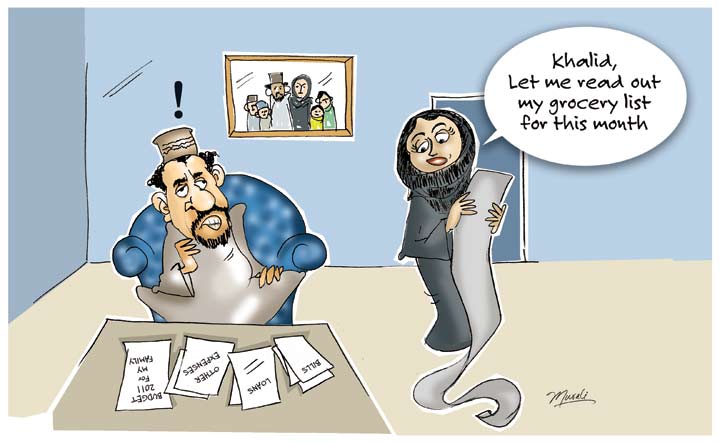 !
Khalid,
Let me read out
my grocery list
for this month
BUDGET
For
2011
MY
FAMILY
OTHER
EXPENCES
LOANS
BILLS
Murali